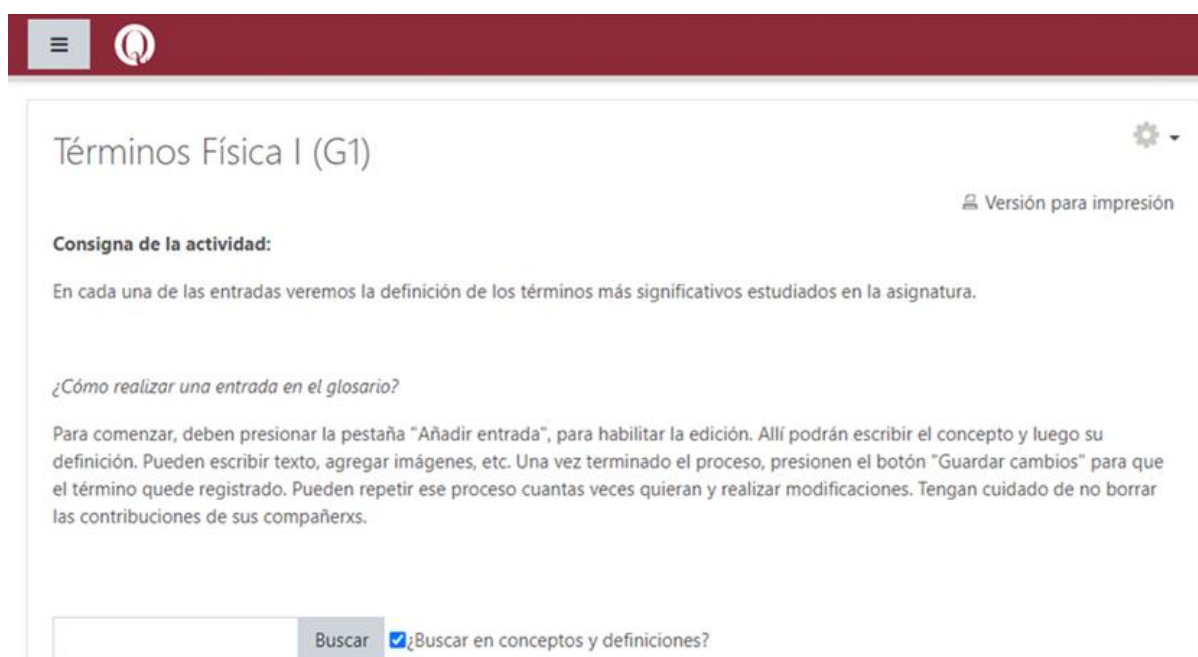 Términos Física I (G1)
Versión para impresión
Consigna de la actividad:
En cada una de las entradas veremos la definición de los términos más significativos estudiados en la asignatura.
¿Cómo realizar una entrada en el glosario?
Para comenzar, deben presionar la pestaña "Añadir entrada", para habilitar la edición. Allí podrán escribir el concepto y luego su
definición. Pueden escribir texto, agregar imágenes, etc. Una vez terminado el proceso, presionen el botón "Guardar cambios" para que
el término quede registrado. Pueden repetir ese proceso cuantas veces quieran y realizar modificaciones. Tengan cuidado de no borrar
las contribuciones de sus compañerxs.
Buscar ¿Buscar en conceptos y definiciones?